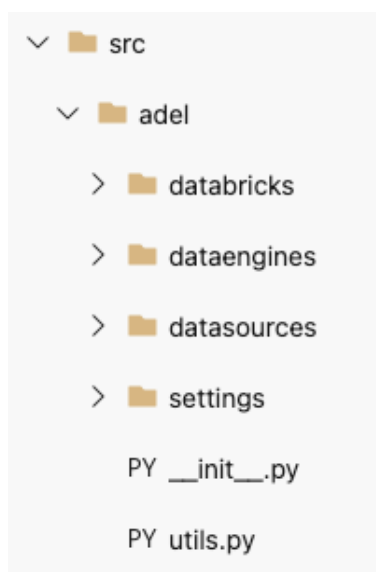 src
adel
databricks
dataengines
datasources
settings
PY __init__.py
PY utils.py